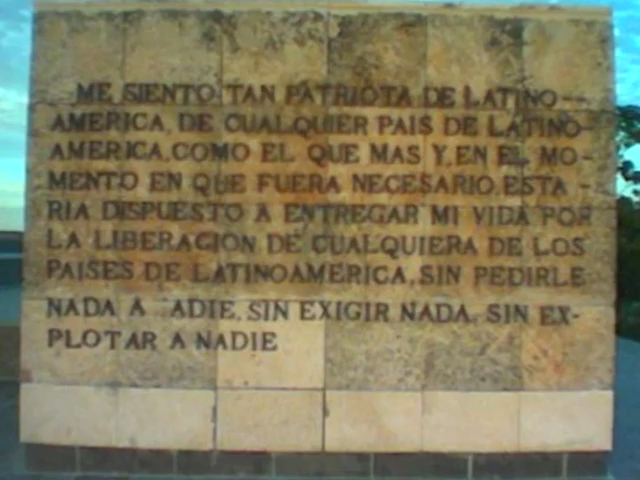 ME SIENTO TAN PATRIOTA DE LATINO-
AMERICA, DE CUALQUIER PAIS DE LATINO-
AMERICA, COMO EL QUE MAS Y, EN EL MO-
MENTO EN QUE FUERA NECESARIO, ESTA-
RIA DISPUESTO A ENTREGAR MI VIDA POR
LA LIBERACION DE CUALQUIERA DE LOS
PAISES DE LATINOAMERICA, SIN PEDIRLE
NADA A ADIE, SIN EXIGIR NADA, SIN EX-
PLOTAR A NADIE